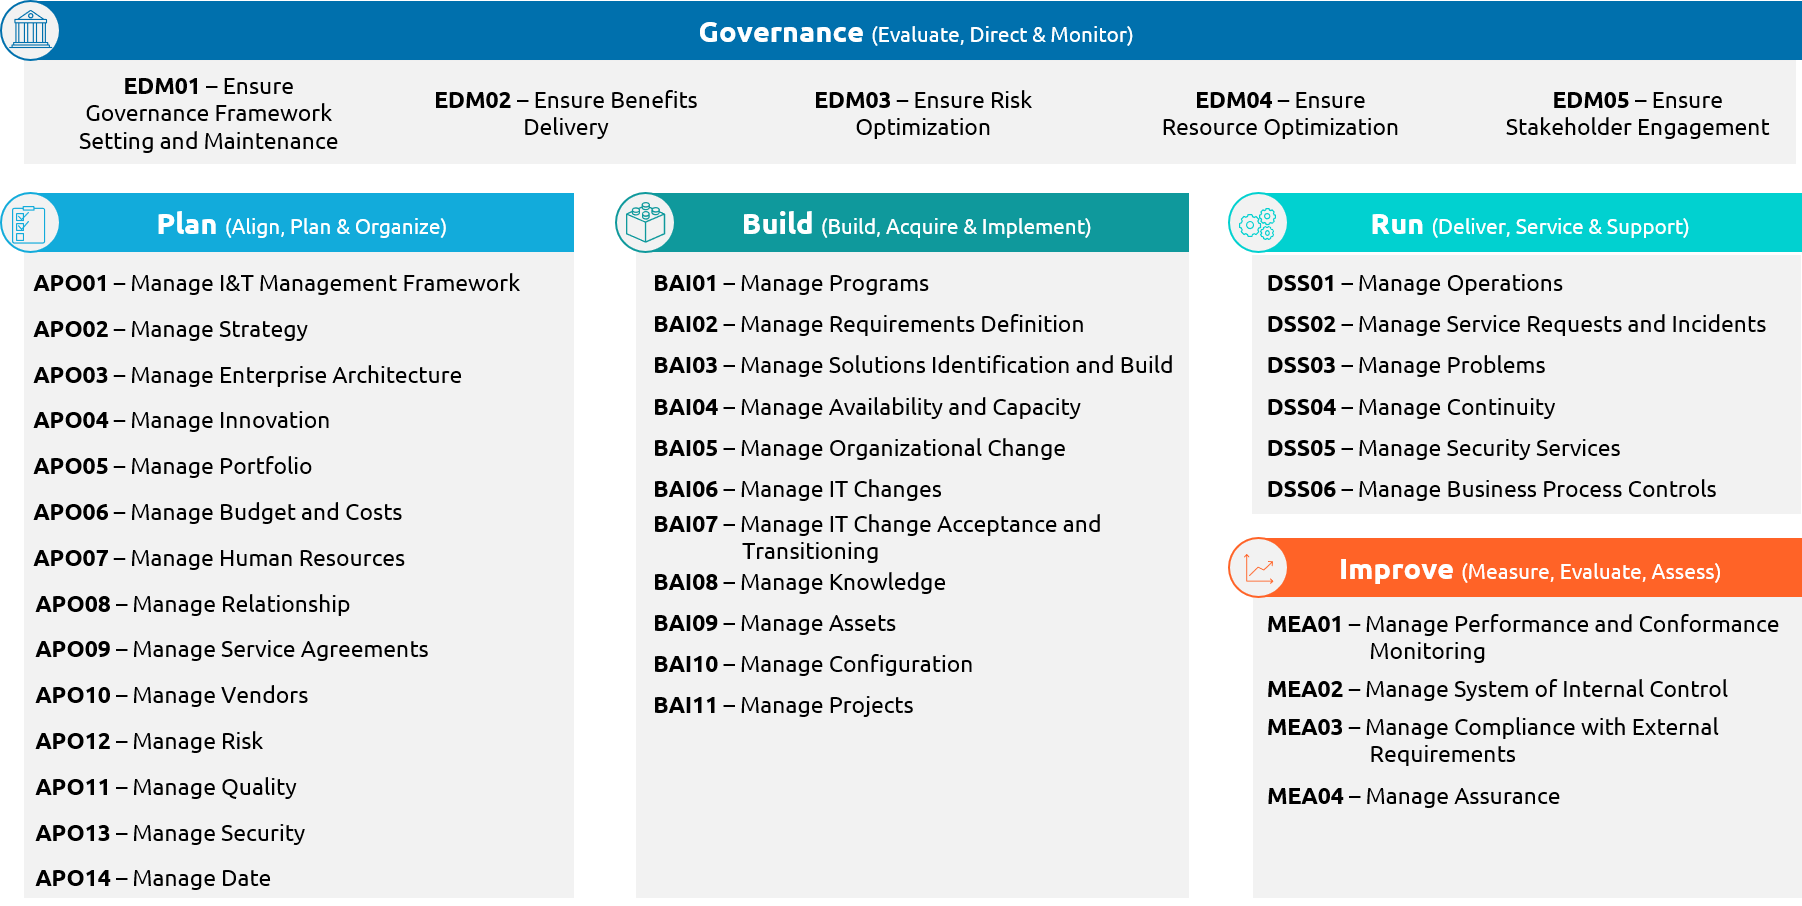 Governance (Evaluate, Direct & Monitor)
EDM01 – Ensure
Governance Framework
Setting and Maintenance
EDM02 – Ensure Benefits
Delivery
EDM03 – Ensure Risk
Optimization
EDM04 – Ensure
Resource Optimization
EDM05 – Ensure
Stakeholder Engagement
Plan (Align, Plan & Organize)
APO01 – Manage I&T Management Framework
APO02 – Manage Strategy
APO03 – Manage Enterprise Architecture
APO04 – Manage Innovation
APO05 – Manage Portfolio
APO06 – Manage Budget and Costs
APO07 – Manage Human Resources
APO08 – Manage Relationship
APO09 – Manage Service Agreements
APO10 – Manage Vendors
APO12 – Manage Risk
APO11 – Manage Quality
APO13 – Manage Security
APO14 – Manage Date
Build (Build, Acquire & Implement)
BAI01 – Manage Programs
BAI02 – Manage Requirements Definition
BAI03 – Manage Solutions Identification and Build
BAI04 – Manage Availability and Capacity
BAI05 – Manage Organizational Change
BAI06 – Manage IT Changes
BAI07 – Manage IT Change Acceptance and
Transitioning
BAI08 – Manage Knowledge
BAI09 – Manage Assets
BAI10 – Manage Configuration
BAI11 – Manage Projects
Run (Deliver, Service & Support)
DSS01 – Manage Operations
DSS02 – Manage Service Requests and Incidents
DSS03 – Manage Problems
DSS04 – Manage Continuity
DSS05 – Manage Security Services
DSS06 – Manage Business Process Controls
Improve (Measure, Evaluate, Assess)
MEA01 – Manage Performance and Conformance
Monitoring
MEA02 – Manage System of Internal Control
MEA03 – Manage Compliance with External
Requirements
MEA04 – Manage Assurance